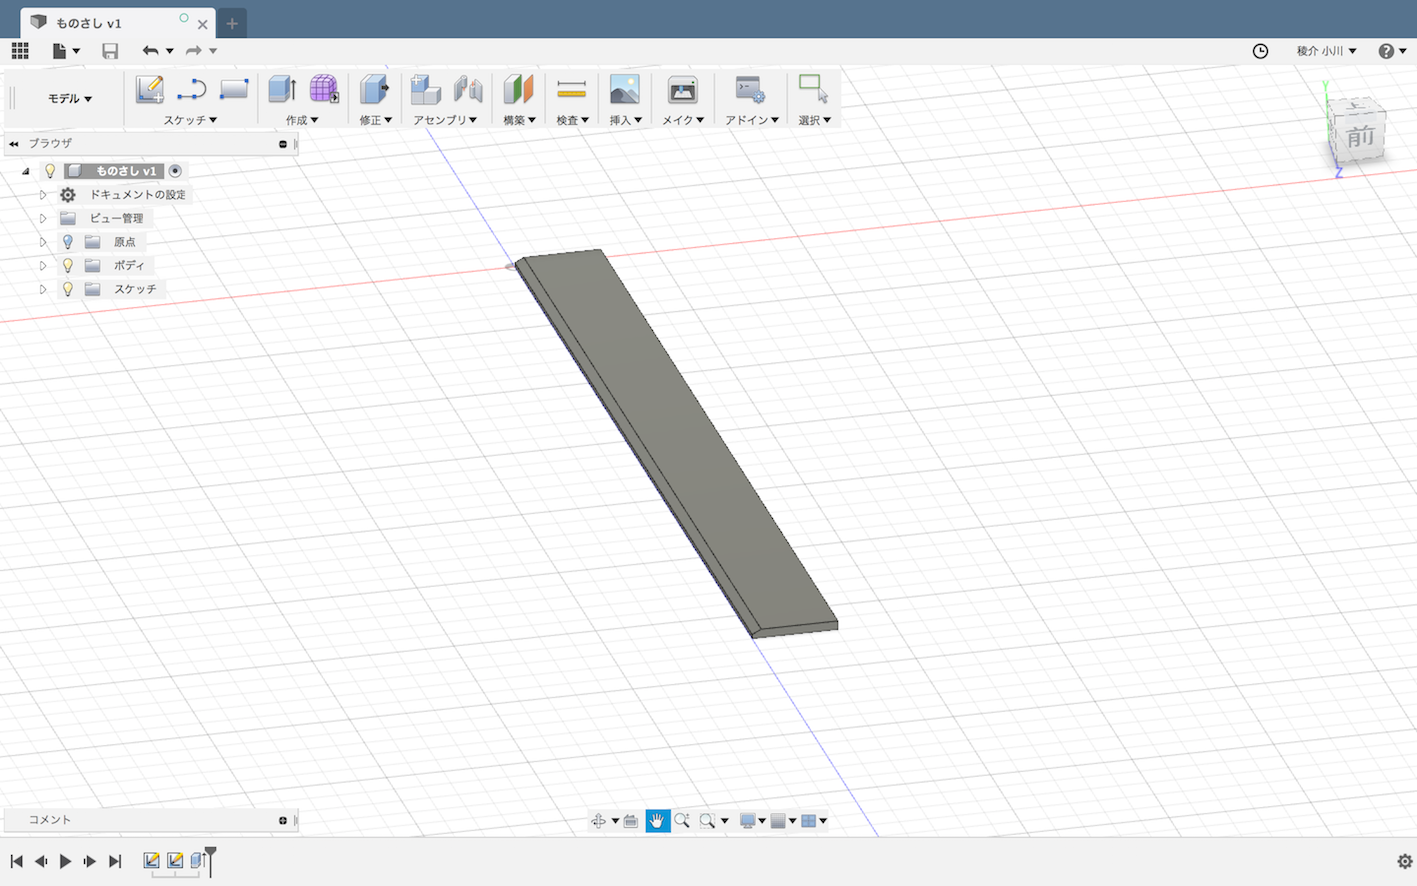 ものさし v1
稜介 小川
モデル
スケッチ
作成
修正
アセンブリ
構築
検査
挿入
メイク
アドイン
選択
ブラウザ
ものさし v1
ドキュメントの設定
ビュー管理
原点
ボディ
スケッチ
Y
上
前
Z
コメント